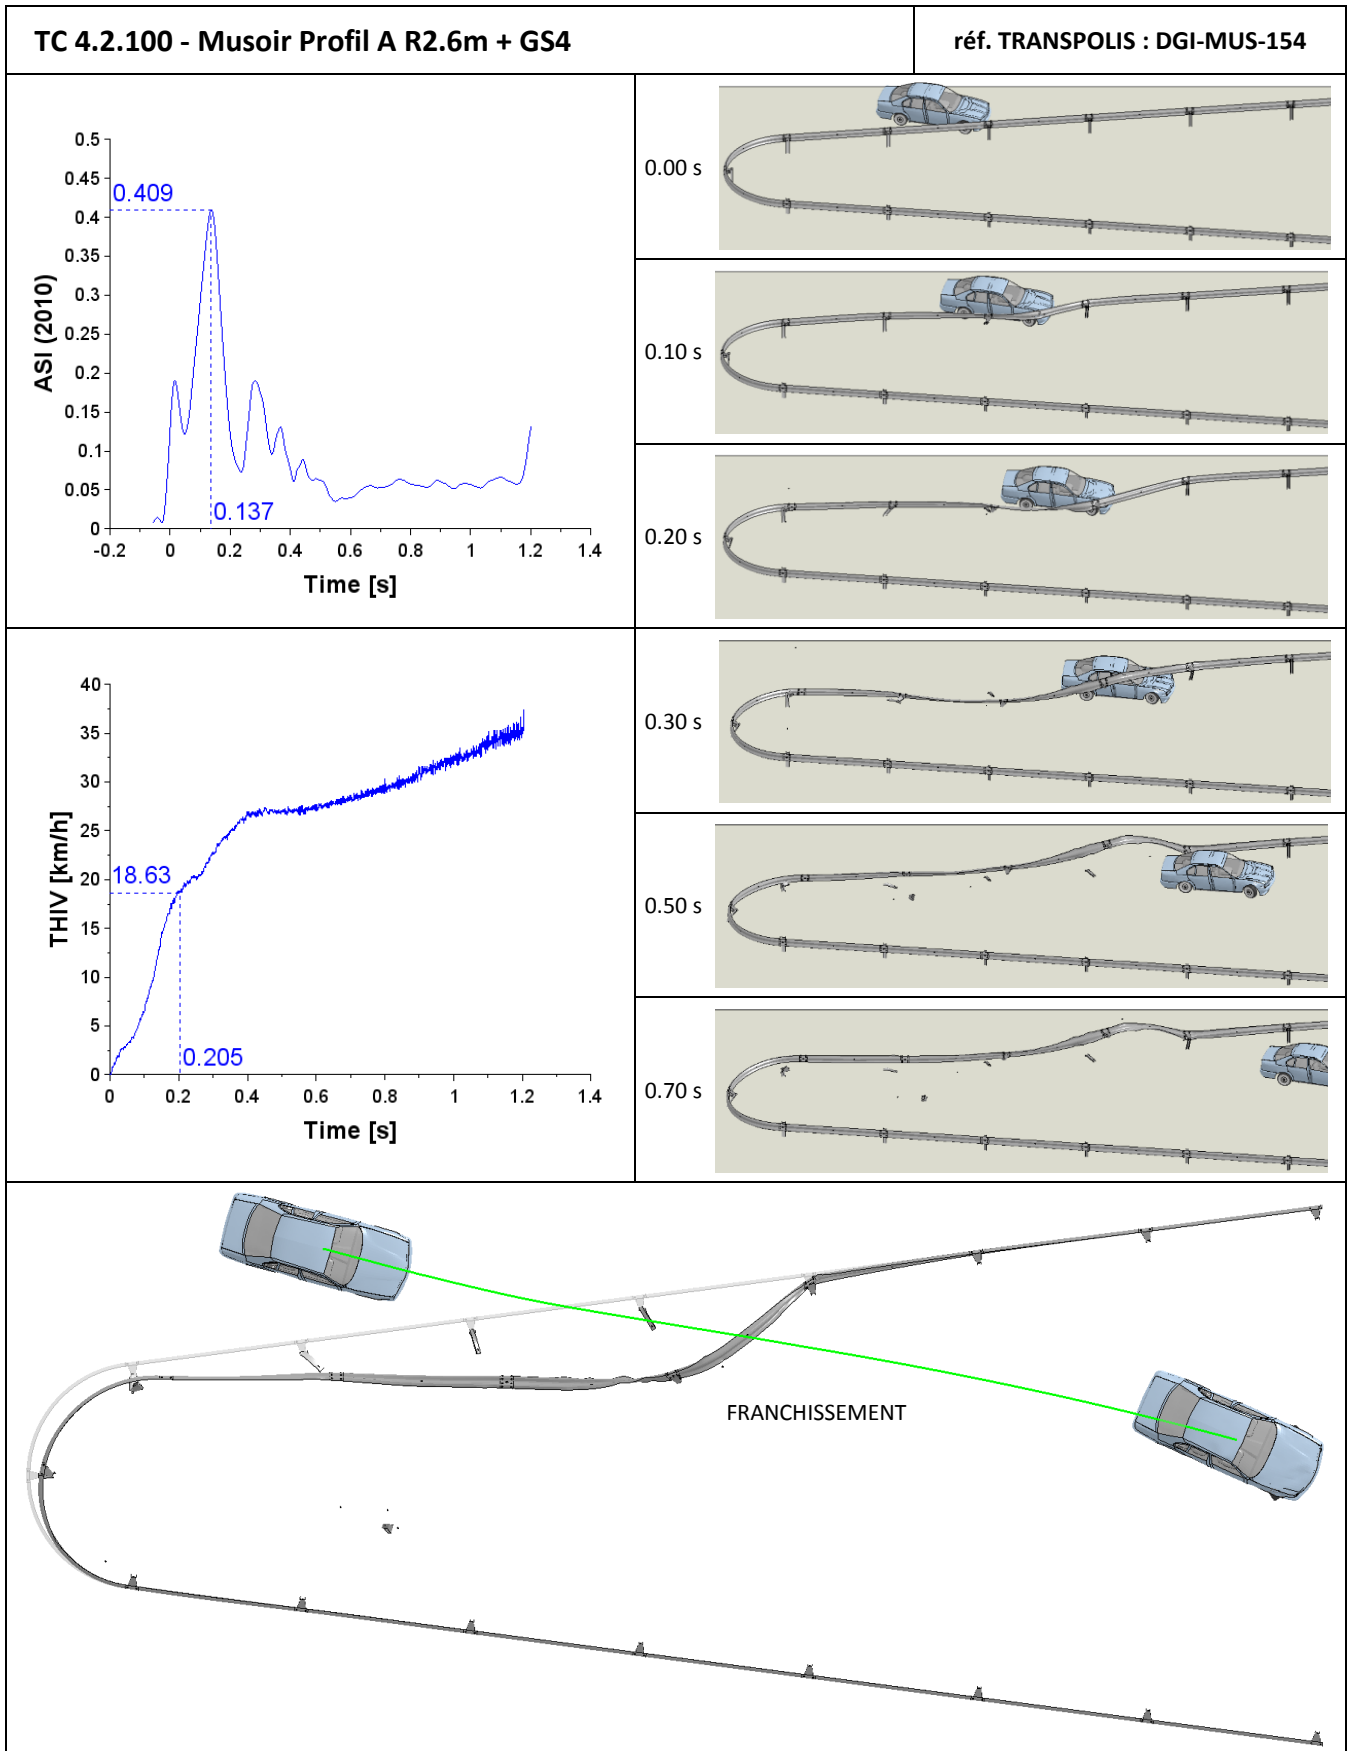 TC 4.2.100 - Musoir Profil A R2.6m + GS4
réf. TRANSPOLIS : DGI-MUS-154
0.5
0.45
0.4
0.35
0.3
0.25
0.2
0.15
0.1
0.05
0
ASI (2010)
0.409
0.137
-0.2 0 0.2 0.4 0.6 0.8 1 1.2 1.4
Time [s]
0.00 s
0.10 s
0.20 s
40
35
30
25
20
15
10
5
0
THIV [km/h]
18.63
0.205
0 0.2 0.4 0.6 0.8 1 1.2 1.4
Time [s]
0.30 s
0.50 s
0.70 s
FRANCHISSEMENT